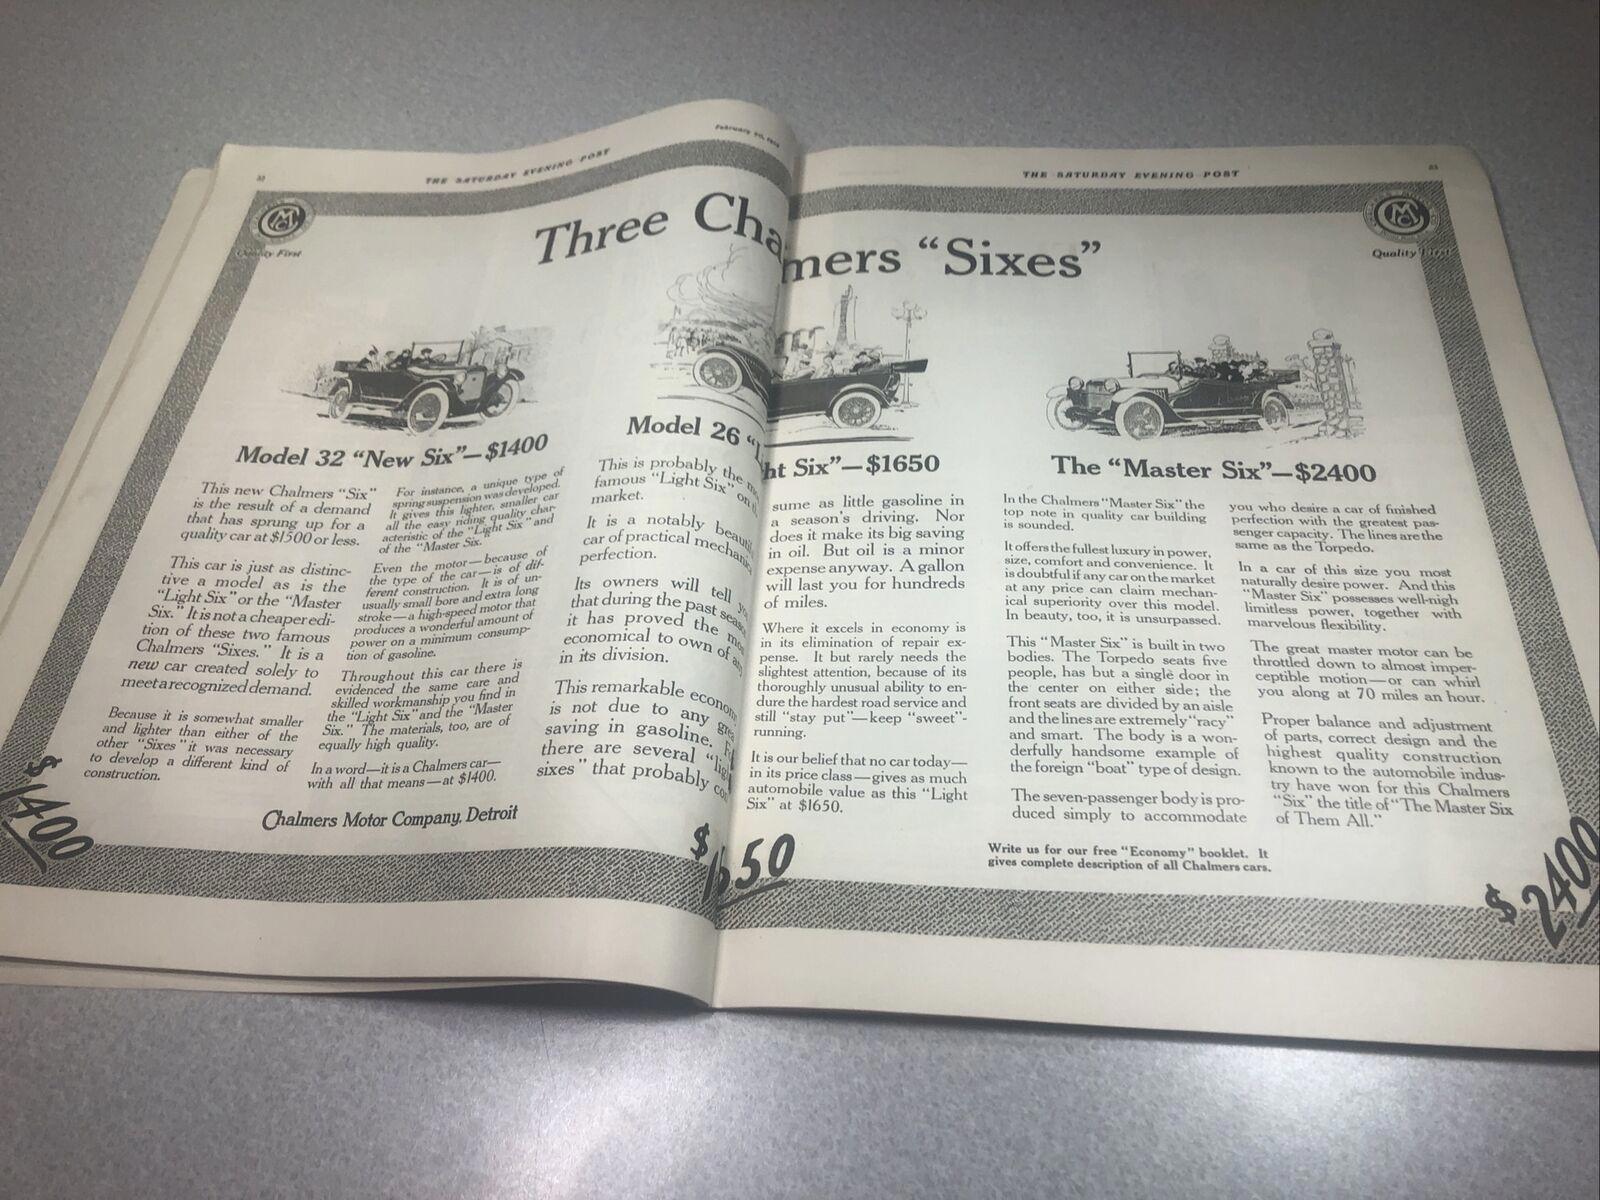 32
THE SATURDAY EVENING POST
February 20,
Quality First
Three Cha
Model 32 "New Six"—$1400
This new Chalmers "Six"
is the result of a demand
that has sprung up for a
quality car at $1500 or less.
This car is just as distinc-
tive a model as is the
"Light Six" or the "Master
Six." It is not a cheaper edi-
tion of these two famous
Chalmers "Sixes." It is a
new car created solely to
meet a recognized demand.
Because it is somewhat smaller
and lighter than either of the
other "Sixes" it was necessary
to develop a different kind of
construction.
For instance, a unique type of
spring suspension was developed.
It gives this lighter, smaller car
all the easy riding quality char-
acteristic of the "Light Six" and
of the "Master Six.
Even the motor—because of
the type of the car—is of dif-
ferent construction. It is of un-
usually small bore and extra long
stroke—a high-speed motor that
produces a wonderful amount of
power on a minimum consump-
tion of gasoline.
Throughout this car there is
evidenced the same care and
skilled workmanship you find in
the "Light Six" and the "Master
Six." The materials, too, are of
equally high quality.
In a word—it is a Chalmers car—
with all that means—at $1400.
Chalmers Motor Company, Detroit
$1400
Model 26 "
This is probably the
famous "Light Six" on
market.
It is a notably
car of practical
perfection.
Its owners will tell
that during the past
it has proved the
economical to own of
in its division.
This remarkable
is not due to any
saving in gasoline.
there are several
sixes" that probably
$
THE SATURDAY EVENING POST
33
MC
Quality First
mers "Sixes"
ht Six"—$1650
sume as little gasoline in
a season's driving. Nor
does it make its big saving
in oil. But oil is a minor
expense anyway. A gallon
will last you for hundreds
of miles.
Where it excels in economy is
in its elimination of repair ex-
pense. It but rarely needs the
slightest attention, because of its
thoroughly unusual ability to en-
dure the hardest road service and
still "stay put"—keep "sweet"-
running.
It is our belief that no car today—
in its price class—gives as much
automobile value as this "Light
Six" at $1650.
50
The "Master Six"—$2400
In the Chalmers "Master Six" the
top note in quality car building
is sounded.
It offers the fullest luxury in power,
size, comfort and convenience. It
is doubtful if any car on the market
at any price can claim mechan-
ical superiority over this model.
In beauty, too, it is unsurpassed.
This "Master Six" is built in two
bodies. The Torpedo seats five
people, has but a single door in
the center on either side; the
front seats are divided by an aisle
and the lines are extremely "racy"
and smart. The body is a won-
derfully handsome example of
the foreign "boat" type of design.
The seven-passenger body is pro-
duced simply to accommodate
you who desire a car of finished
perfection with the greatest pas-
senger capacity. The lines are the
same as the Torpedo.
In a car of this size you most
naturally desire power. And this
"Master Six" possesses well-nigh
limitless power, together with
marvelous flexibility.
The great master motor can be
throttled down to almost imper-
ceptible motion—or can whirl
you along at 70 miles an hour.
Proper balance and adjustment
of parts, correct design and the
highest quality construction
known to the automobile indus-
try have won for this Chalmers
"Six" the title of "The Master Six
of Them All."
Write us for our free "Economy" booklet. It
gives complete description of all Chalmers cars.
$2400